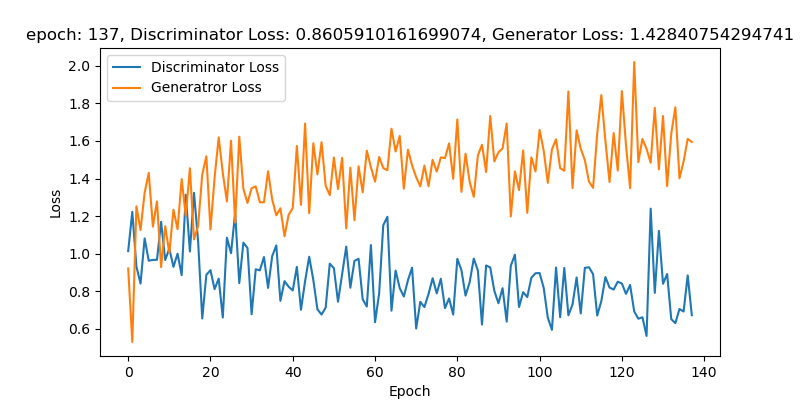 epoch: 137, Discriminator Loss: 0.8605910161699074, Generator Loss: 1.42840754294741
Discriminator Loss
Generatror Loss
2.0
1.8
1.6
1.4
1.2
1.0
0.8
0.6
Loss
0 20 40 60 80 100 120 140
Epoch